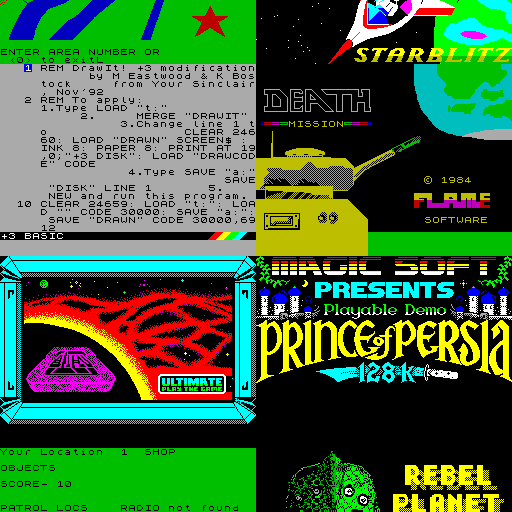 ENTER AREA NUMBER OR
<0> to exitL
1 REM DrawIt! +3 modification
by M Eastwood & K Bos
tock from Your Sinclair
, Nov'92
2 REM To apply:
1.Type LOAD "t:"
2. MERGE "DRAWIT"
3.Change line 1 t
o CLEAR 246
60: LOAD "DRAWN" SCREEN$ :
INK 8: PAPER 8: PRINT AT 19
,0;"+3 DISK": LOAD "DRAWCOD
E" CODE
4.Type SAVE "a:"
SAVE
"DISK" LINE 1 5.
NEW and run this program.
10 CLEAR 24659: LOAD "t:": LOA
D "" CODE 30000: SAVE "a:":
SAVE "DRAWN" CODE 30000,69
12
+3 BASIC
STARBLITZ
DEATH
MISSION
© 1984
FLAME
SOFTWARE
ULTIMATE
PLAY THE GAME
MAGIC SOFT
PRESENTS
Playable Demo
PRINCE of PERSIA
128K
Your Location 1 SHOP
OBJECTS
SCORE- 10
PATROL LOCS RADIO not found
REBEL
PLANET